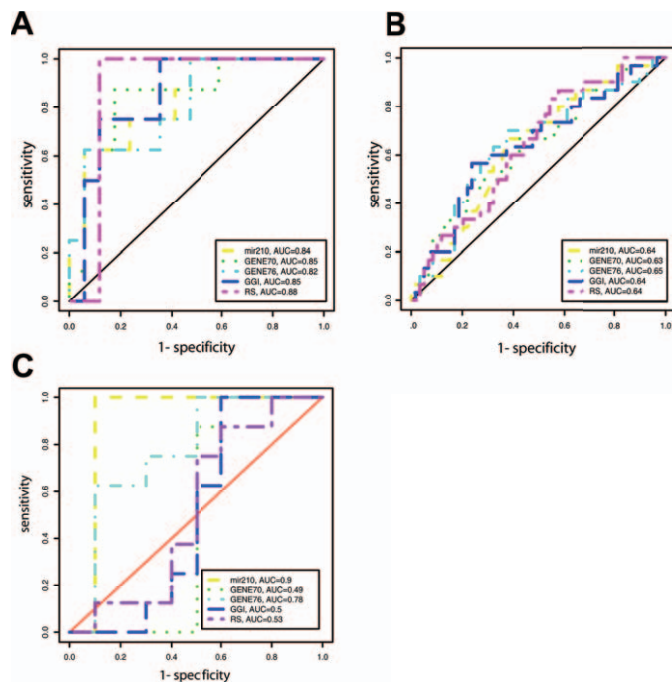 A
1.0
0.8
0.6
0.4
0.2
0.0
sensitivity
mir210, AUC=0.84
GENE70, AUC=0.85
GENE76, AUC=0.82
GGI, AUC=0.85
RS, AUC=0.88
0.0 0.2 0.4 0.6 0.8 1.0
1- specificity
B
1.0
0.8
0.6
0.4
0.2
0.0
sensitivity
mir210, AUC=0.64
GENE70, AUC=0.63
GENE76, AUC=0.65
GGI, AUC=0.64
RS, AUC=0.64
.0 0.2 0.4 0.6 0.8 1.0
1- specificity
C
1.0
0.8
0.6
0.4
0.2
0.0
sensitivity
mir210, AUC=0.9
GENE70, AUC=0.49
GENE76, AUC=0.78
GGI, AUC=0.5
RS, AUC=0.53
0.0 0.2 0.4 0.6 0.8 1.0
1- specificity